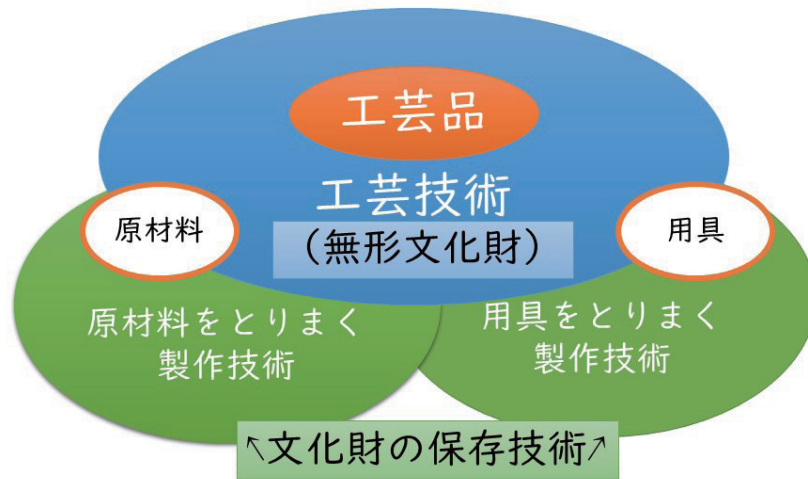 工芸品
工芸技術
（無形文化財）
原材料
用具
原材料をとりまく
製作技術
用具をとりまく
製作技術
↖文化財の保存技術↗